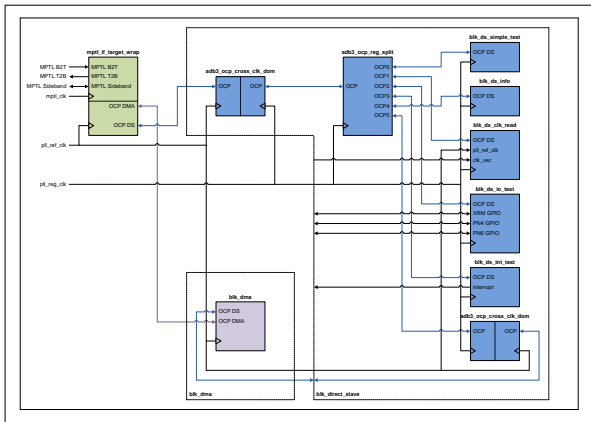 mptl_if_target_wrap
MPTL B2T
MPTL T2B
MPTL Sideband
mptl_clk
MPTL B2T
MPTL T2B
MPTL Sideband
OCP DMA
OCP DS
pll_ref_clk
pll_reg_clk
adb3_ocp_cross_clk_dom
OCP
OCP
adb3_ocp_reg_split
OCP0
OCP1
OCP2
OCP3
OCP4
OCP5
blk_ds_simple_test
OCP DS
blk_ds_info
OCP DS
blk_ds_clk_read
OCP DS
pll_ref_clk
clk_vec
blk_ds_io_test
OCP DS
XRM GPIO
PN4 GPIO
PN6 GPIO
blk_ds_int_test
OCP DS
interrupt
adb3_ocp_cross_clk_dom
OCP
OCP
blk_dma
OCP DS
OCP DMA
blk_dma
blk_direct_slave